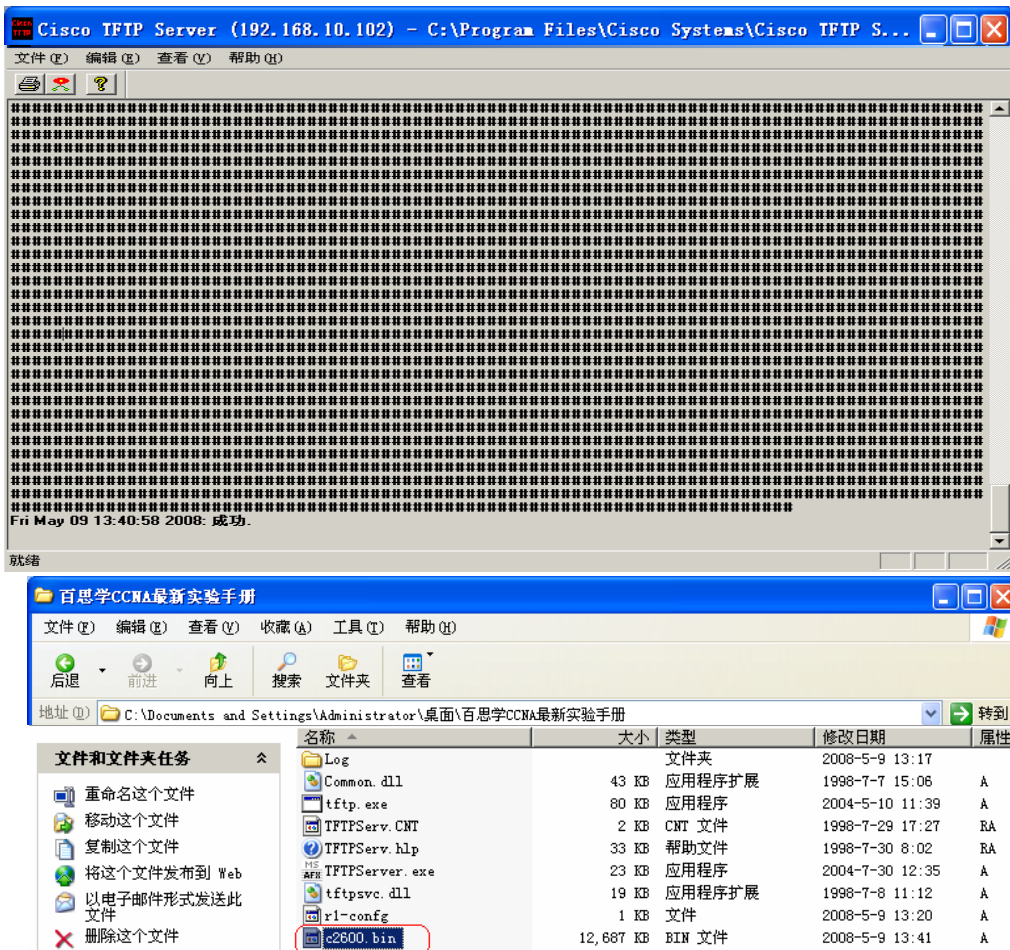 Cisco TFTP Server (192.168.10.102) - C:\Program Files\Cisco Systems\Cisco TFTP S...
文件(F) 编辑(E) 查看(V) 帮助(H)
Fri May 09 13:40:58 2008: 成功.
就绪
百思学CCNA最新实验手册
文件(F) 编辑(E) 查看(V) 收藏(A) 工具(T) 帮助(H)
后退 前进 向上 搜索 文件夹 查看
地址(D) C:\Documents and Settings\Administrator\桌面\百思学CCNA最新实验手册 转到
名称 大小 类型 修改日期 属性
文件和文件夹任务
重命名这个文件
移动这个文件
复制这个文件
将这个文件发布到 Web
以电子邮件形式发送此
文件
删除这个文件
Log 文件夹 2008-5-9 13:17
Common.dll 43 KB 应用程序扩展 1998-7-7 15:06 A
tftp.exe 80 KB 应用程序 2004-5-10 11:39 A
TFTPServ.CNT 2 KB CNT 文件 1998-7-29 17:27 RA
TFTPServ.hlp 33 KB 帮助文件 1998-7-30 8:02 RA
TFTPServer.exe 23 KB 应用程序 2004-7-30 12:35 A
tftpsvc.dll 19 KB 应用程序扩展 1998-7-8 11:12 A
r1-confg 1 KB 文件 2008-5-9 13:20 A
c2600.bin 12,687 KB BIN 文件 2008-5-9 13:41 A